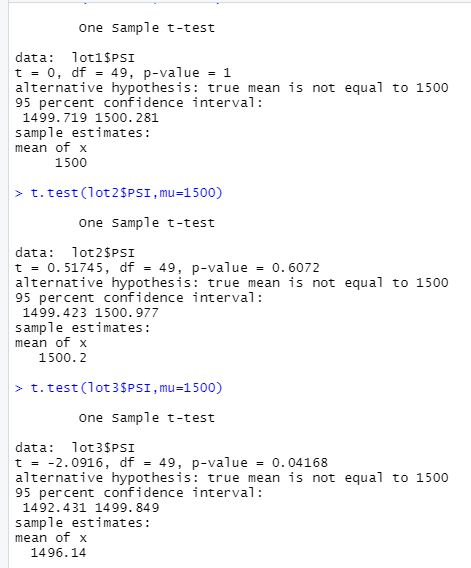 One Sample t-test
data: lot1$PSI
t = 0, df = 49, p-value = 1
alternative hypothesis: true mean is not equal to 1500
95 percent confidence interval:
1499.719 1500.281
sample estimates:
mean of x
1500
> t.test(lot2$PSI,mu=1500)
One Sample t-test
data: lot2$PSI
t = 0.51745, df = 49, p-value = 0.6072
alternative hypothesis: true mean is not equal to 1500
95 percent confidence interval:
1499.423 1500.977
sample estimates:
mean of x
1500.2
> t.test(lot3$PSI,mu=1500)
One Sample t-test
data: lot3$PSI
t = -2.0916, df = 49, p-value = 0.04168
alternative hypothesis: true mean is not equal to 1500
95 percent confidence interval:
1492.431 1499.849
sample estimates:
mean of x
1496.14